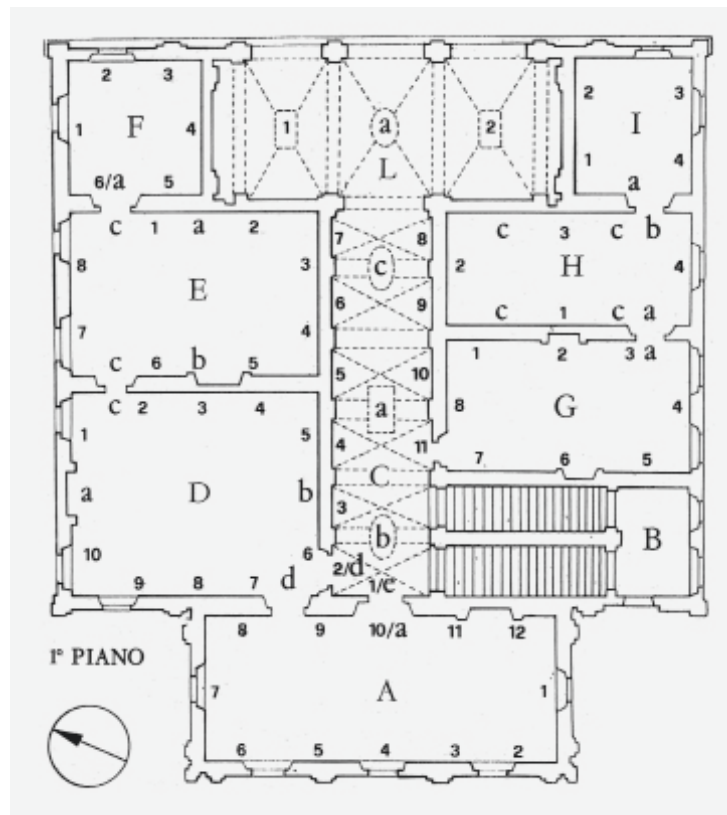 2 3
2 3
F
1 a 2
I
1 4
L
6/a 5
1 4
a
c 1 a 2
7 8
c 3 c b
8 3
c
2 H 4
E
6 9
7 4
c 1 c a
c 6 b 5
5 10
1 2 3 a
c 2 3 4
a
8 G 4
1 5
4 11
7 6 5
a D b
C
3
B
b
10 6
2/d
9 8 7 d
1/c
8 9 10/a 11 12
1° PIANO
7 A 1
6 5 4 3 2